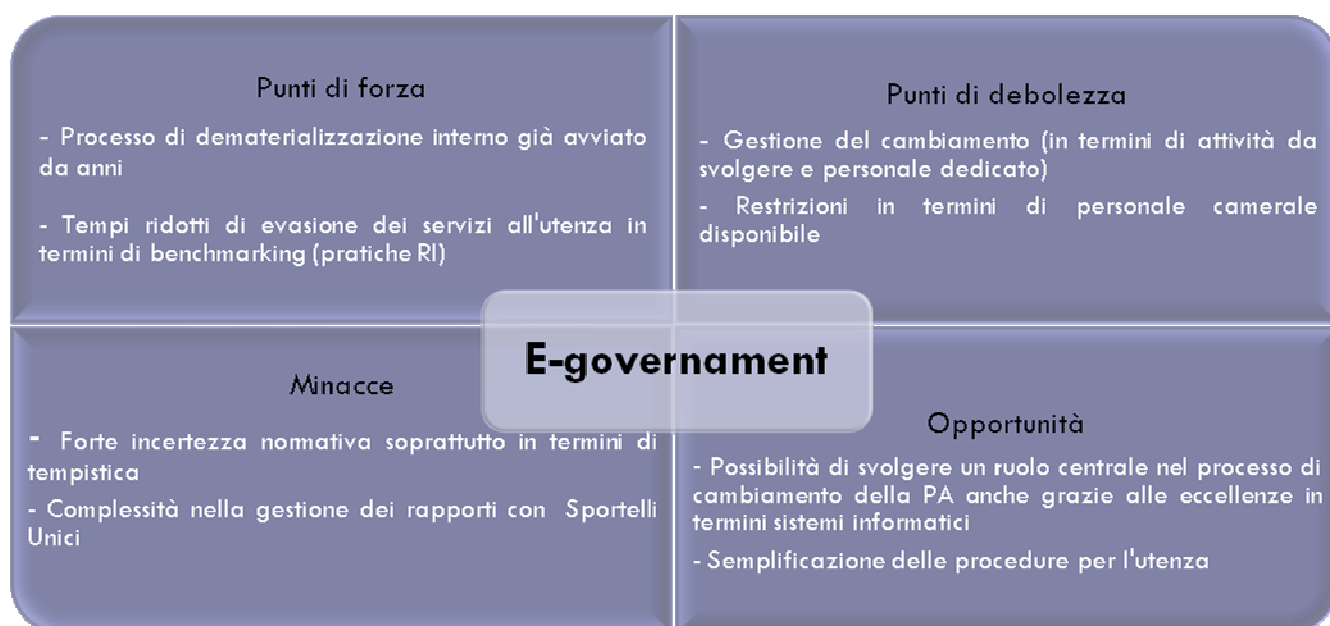 Punti di forza
- Processo di dematerializzazione interno già avviato
da anni
- Tempi ridotti di evasione dei servizi all'utenza in
termini di benchmarking (pratiche RI)
Punti di debolezza
- Gestione del cambiamento (in termini di attività da
svolgere e personale dedicato)
- Restrizioni in termini di personale camerale
disponibile
E-governament
Minacce
- Forte incertezza normativa soprattutto in termini di
tempistica
- Complessità nella gestione dei rapporti con Sportelli
Unici
Opportunità
- Possibilità di svolgere un ruolo centrale nel processo di
cambiamento della PA anche grazie alle eccellenze in
termini sistemi informatici
- Semplificazione delle procedure per l'utenza